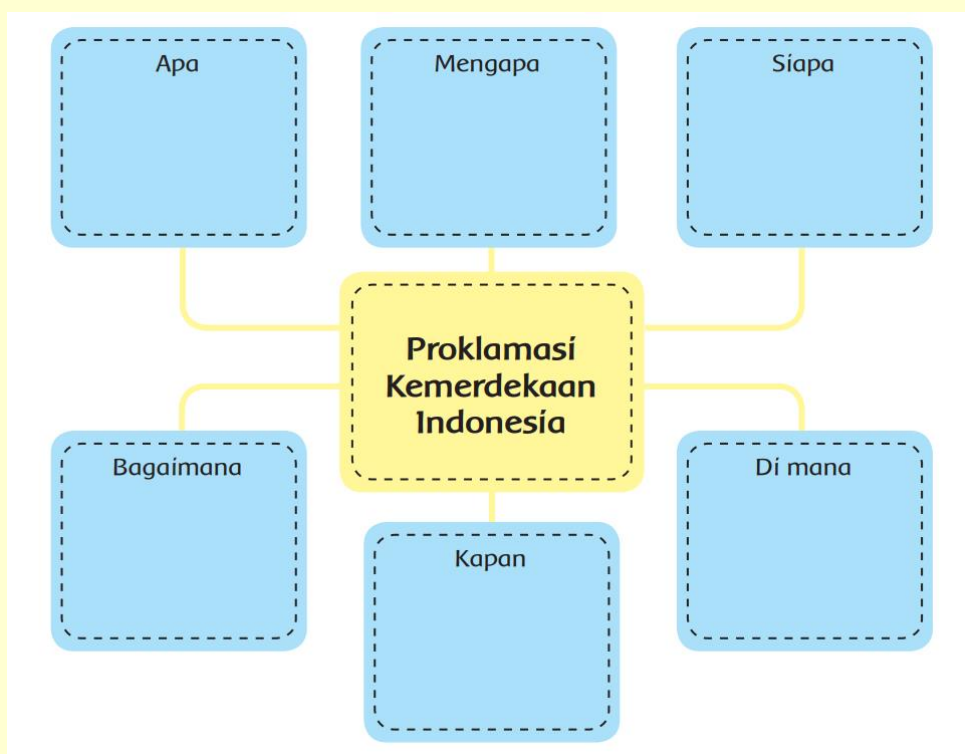 Apa
Mengapa
Siapa
Proklamasi
Kemerdekaan
Indonesia
Bagaimana
Di mana
Kapan